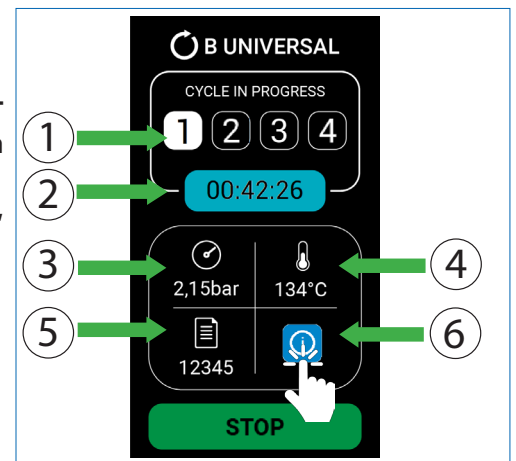 B UNIVERSAL
CYCLE IN PROGRESS
1 2 3 4
1
00:42:26
2
3
2,15bar
134°C
4
5
12345
i
6
STOP